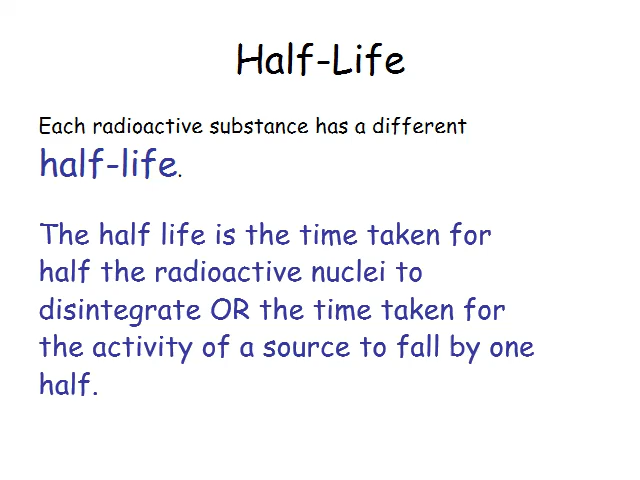 Half-Life
Each radioactive substance has a different
half-life.
The half life is the time taken for
half the radioactive nuclei to
disintegrate OR the time taken for
the activity of a source to fall by one
half.